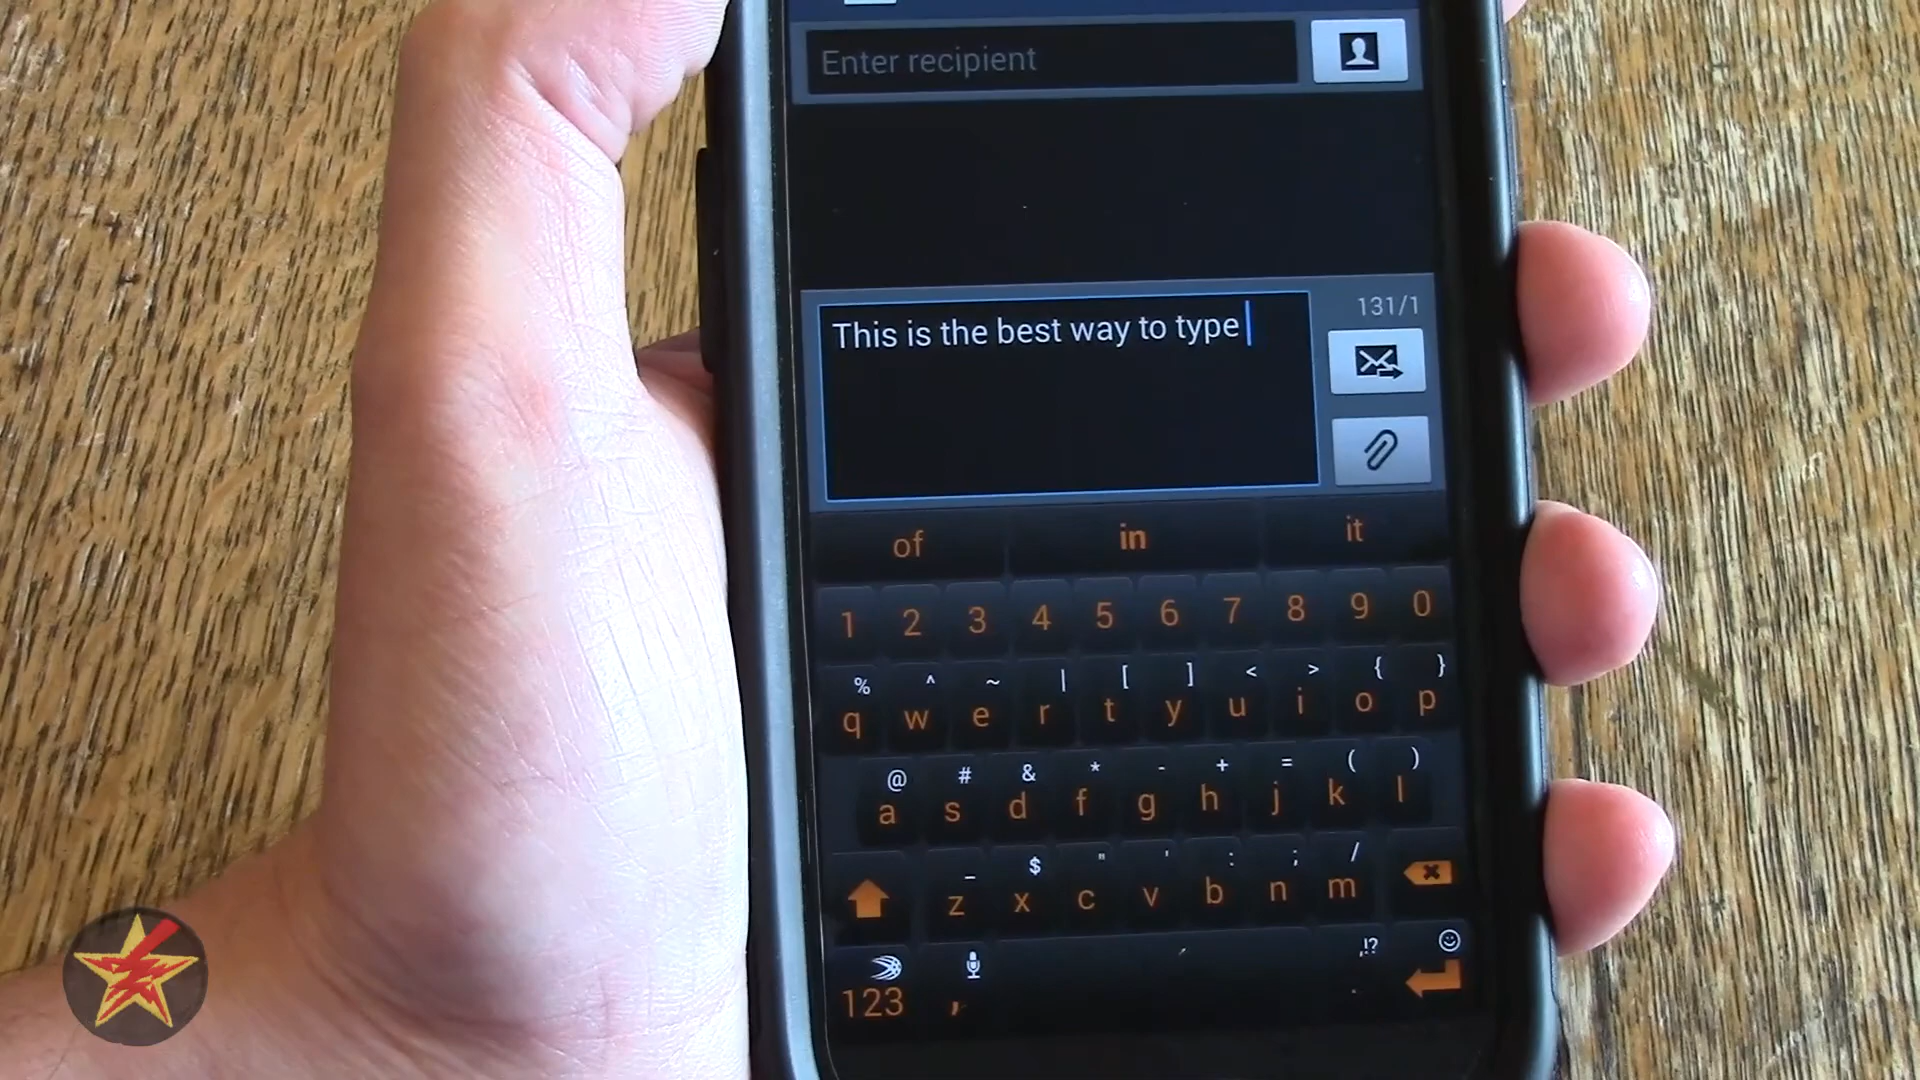 Enter recipient
131/1
This is the best way to type
of in it
1 2 3 4 5 6 7 8 9 0
% ^ ~ | [ ] < > { }
q w e r t y u i o p
@ # & * - + = ( )
a s d f g h j k l
_ $ " ' : ; /
z x c v b n m
,!?
123 , .